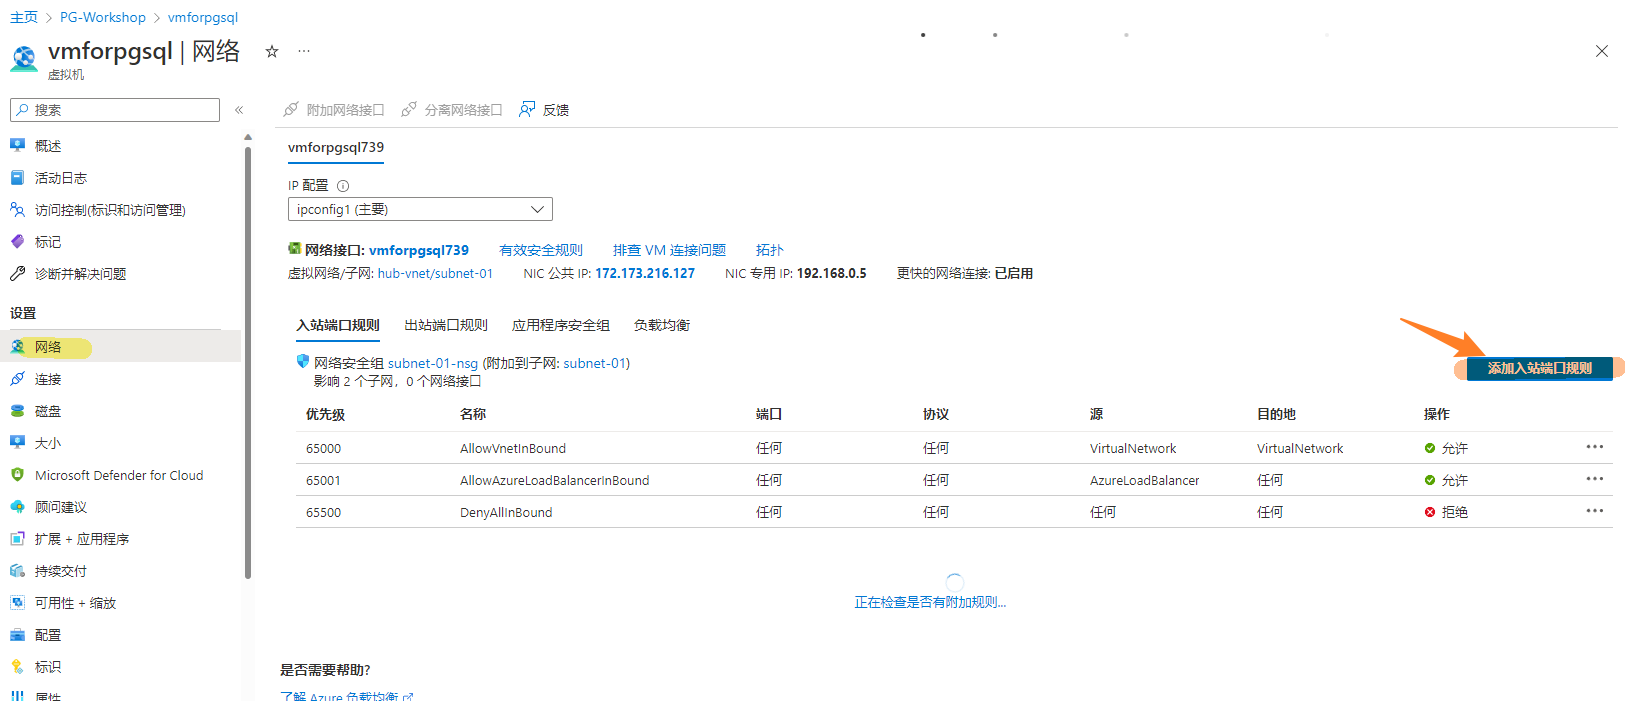 主页 > PG-Workshop > vmforpgsql
vmforpgsql | 网络
虚拟机
搜索
概述
活动日志
访问控制(标识和访问管理)
标记
诊断并解决问题
设置
网络
连接
磁盘
大小
Microsoft Defender for Cloud
顾问建议
扩展 + 应用程序
持续交付
可用性 + 缩放
配置
标识
属性
附加网络接口 分离网络接口 反馈
vmforpgsql739
IP 配置
ipconfig1 (主要)
网络接口: vmforpgsql739 有效安全规则 排查 VM 连接问题 拓扑
虚拟网络/子网: hub-vnet/subnet-01 NIC 公共 IP: 172.173.216.127 NIC 专用 IP: 192.168.0.5 更快的网络连接: 已启用
入站端口规则 出站端口规则 应用程序安全组 负载均衡
网络安全组 subnet-01-nsg (附加到子网: subnet-01)
影响 2 个子网，0 个网络接口
添加入站端口规则
优先级 名称 端口 协议 源 目的地 操作
65000 AllowVnetInBound 任何 任何 VirtualNetwork VirtualNetwork 允许
65001 AllowAzureLoadBalancerInBound 任何 任何 AzureLoadBalancer 任何 允许
65500 DenyAllInBound 任何 任何 任何 任何 拒绝
正在检查是否有附加规则...
是否需要帮助?
了解 Azure 负载均衡